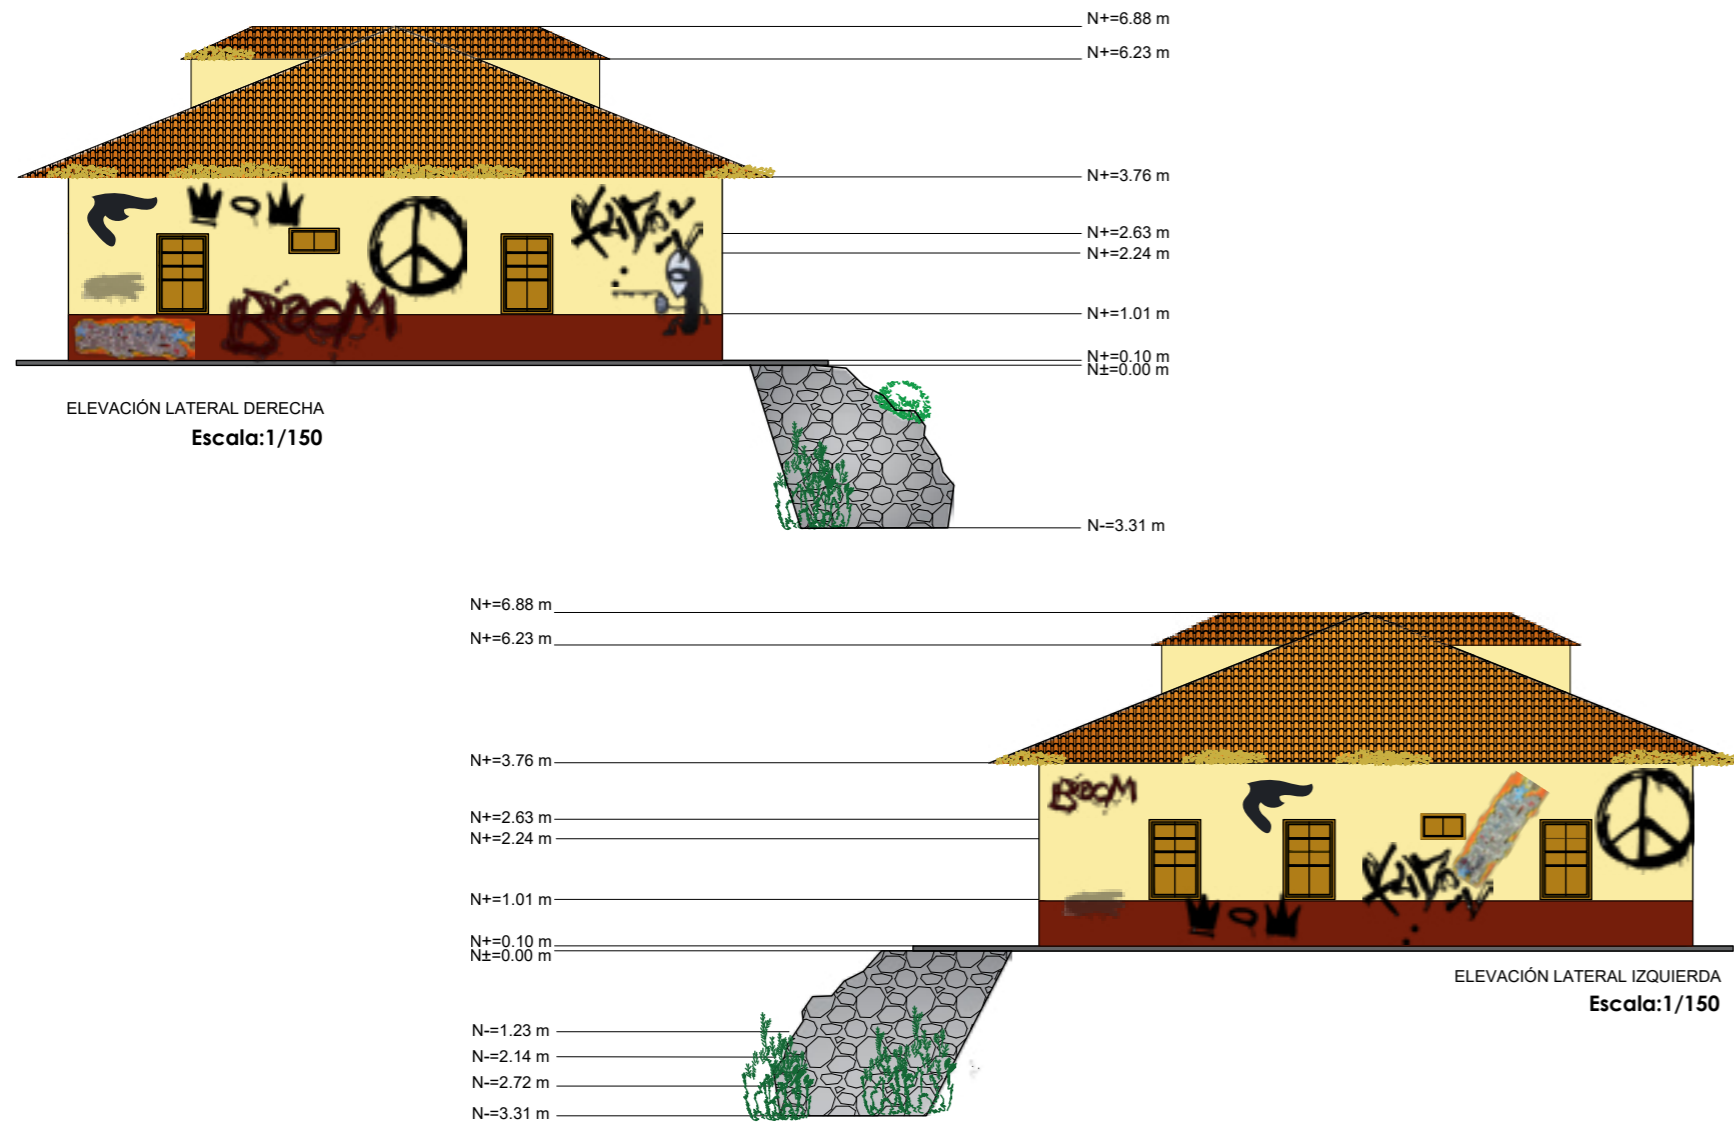 N+=6.88 m
N+=6.23 m
N+=3.76 m
N+=2.63 m
N+=2.24 m
BROOM
N+=1.01 m
N+=0.10 m
N±=0.00 m
ELEVACIÓN LATERAL DERECHA
Escala:1/150
N-=3.31 m
N+=6.88 m
N+=6.23 m
N+=3.76 m
BROOM
N+=2.63 m
N+=2.24 m
N+=1.01 m
N+=0.10 m
N±=0.00 m
ELEVACIÓN LATERAL IZQUIERDA
Escala:1/150
N-=1.23 m
N-=2.14 m
N-=2.72 m
N-=3.31 m